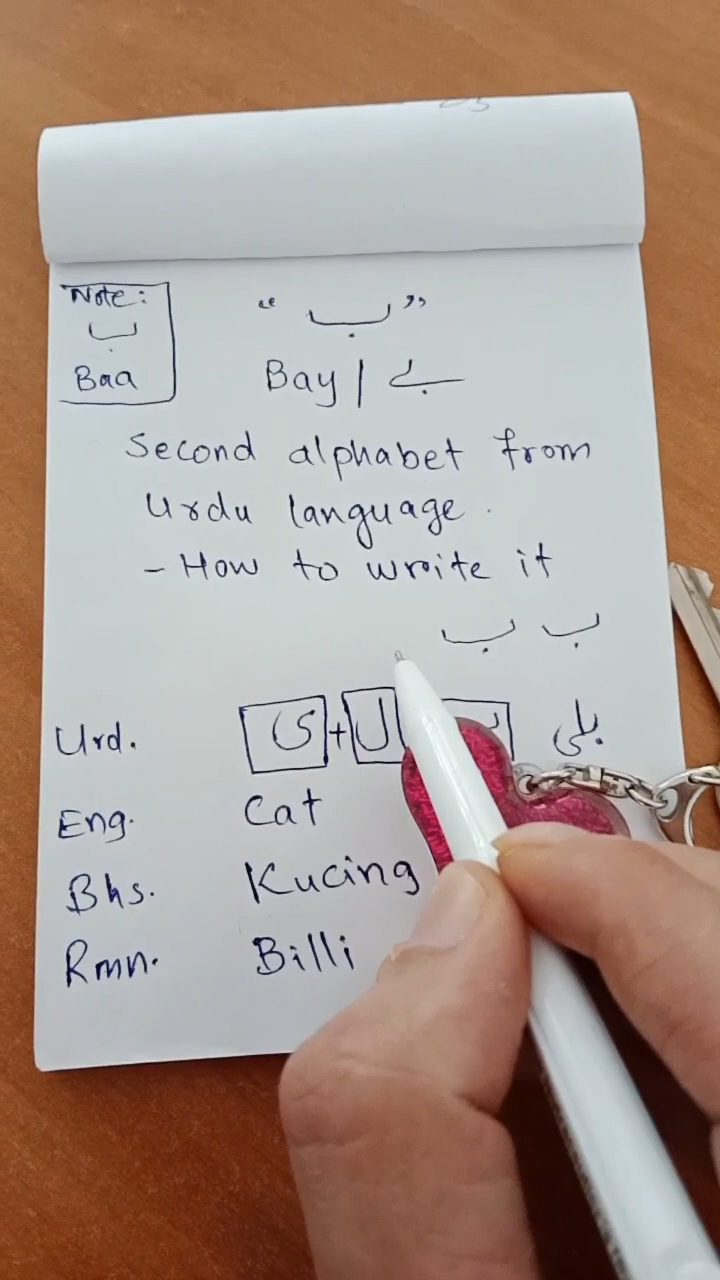 Note:
ب
Baa
“ ب ”
Bay / بے
Second alphabet from
Urdu language.
- How to write it
ب ب
Urd. بلی ب ل + ی
Eng. Cat
Bhs. Kucing
Rmn. Billi